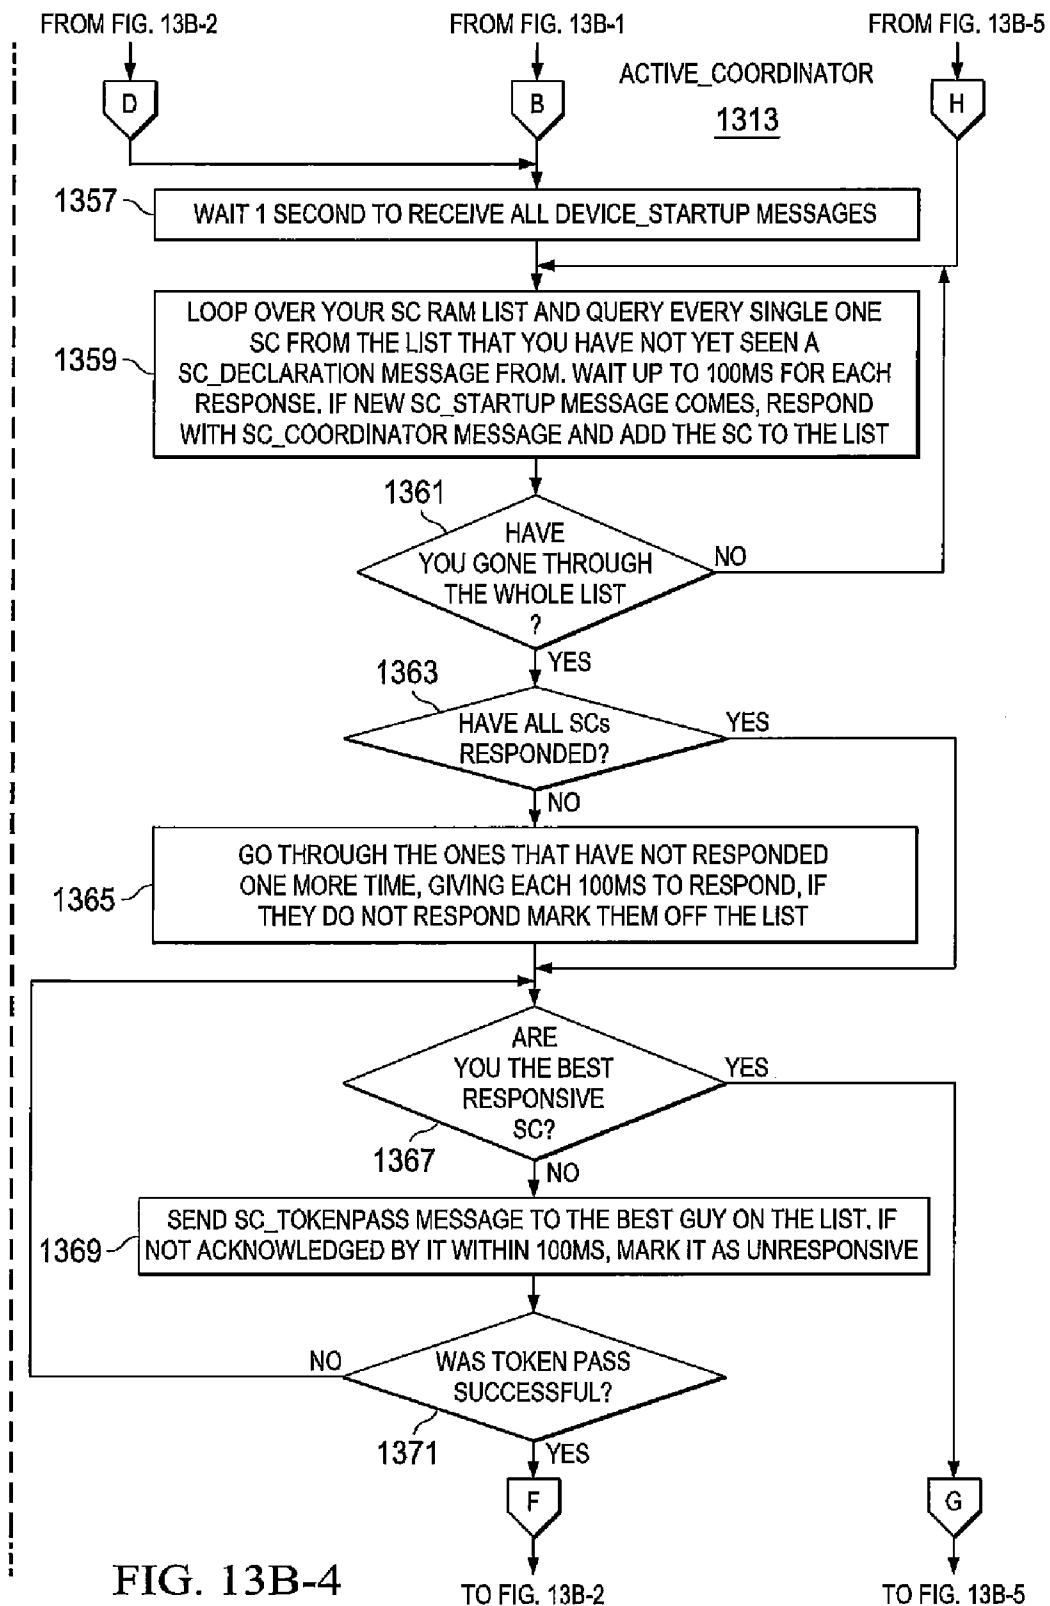 FROM FIG. 13B-2
FROM FIG. 13B-1
FROM FIG. 13B-5
D
B
ACTIVE_COORDINATOR
1313
H
1357
WAIT 1 SECOND TO RECEIVE ALL DEVICE_STARTUP MESSAGES
1359
LOOP OVER YOUR SC RAM LIST AND QUERY EVERY SINGLE ONE
SC FROM THE LIST THAT YOU HAVE NOT YET SEEN A
SC_DECLARATION MESSAGE FROM. WAIT UP TO 100MS FOR EACH
RESPONSE. IF NEW SC_STARTUP MESSAGE COMES, RESPOND
WITH SC_COORDINATOR MESSAGE AND ADD THE SC TO THE LIST
1361
HAVE
YOU GONE THROUGH
THE WHOLE LIST
?
NO
YES
1363
HAVE ALL SCs
RESPONDED?
YES
NO
1365
GO THROUGH THE ONES THAT HAVE NOT RESPONDED
ONE MORE TIME, GIVING EACH 100MS TO RESPOND, IF
THEY DO NOT RESPOND MARK THEM OFF THE LIST
ARE
YOU THE BEST
RESPONSIVE
SC?
YES
1367
NO
1369
SEND SC_TOKENPASS MESSAGE TO THE BEST GUY ON THE LIST. IF
NOT ACKNOWLEDGED BY IT WITHIN 100MS, MARK IT AS UNRESPONSIVE
NO
WAS TOKEN PASS
SUCCESSFUL?
1371
YES
F
G
FIG. 13B-4
TO FIG. 13B-2
TO FIG. 13B-5